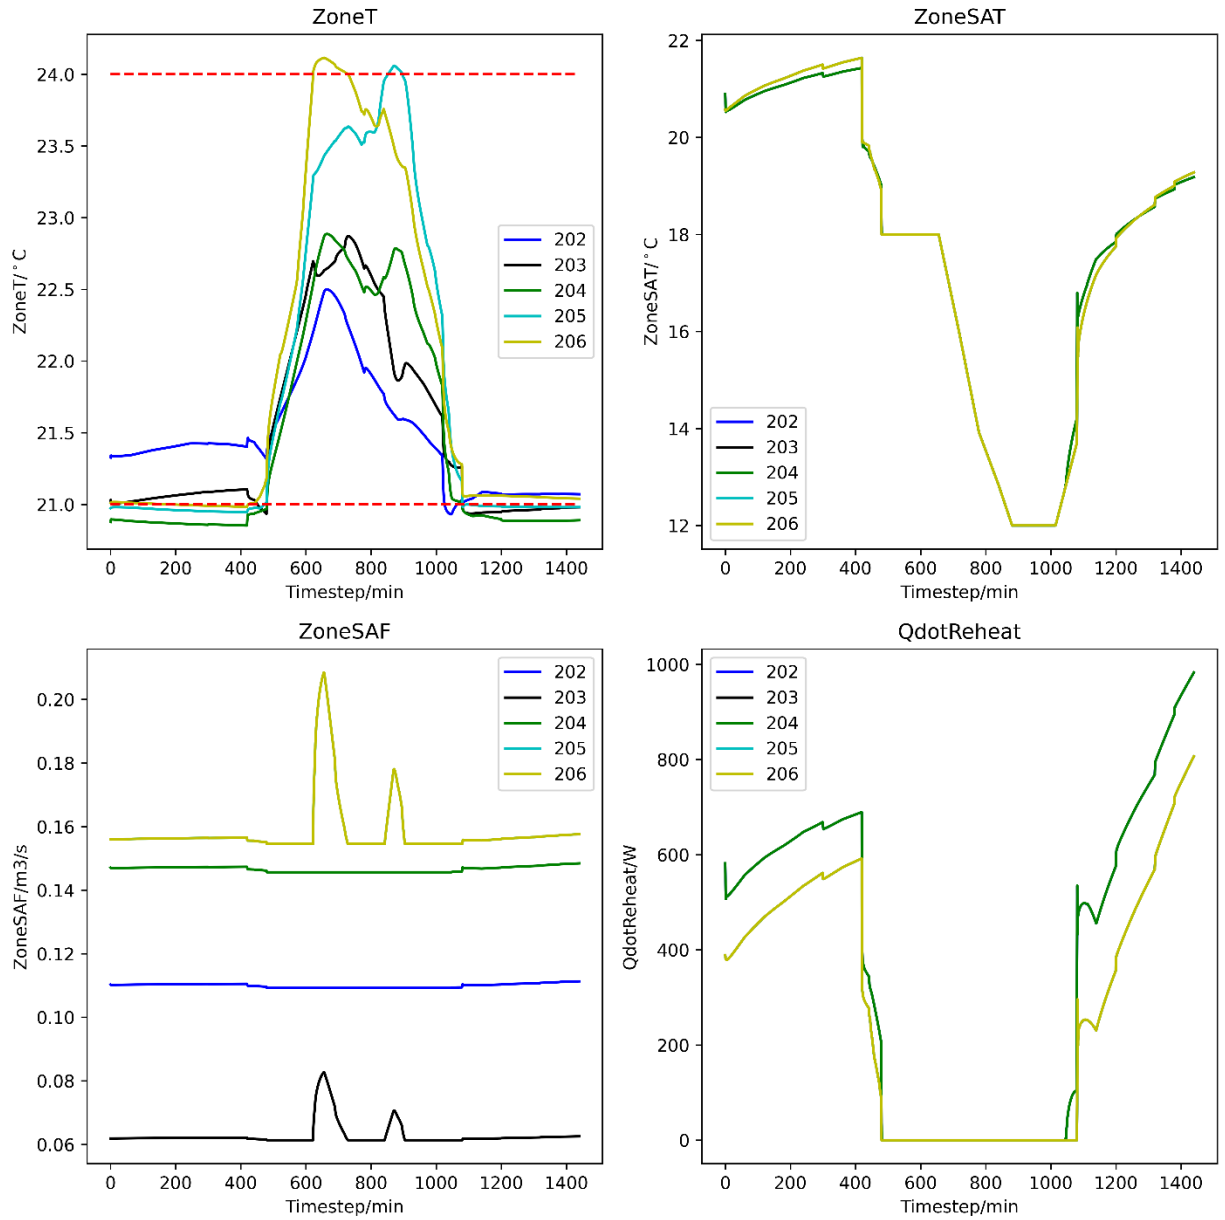 ZoneT
24.0
23.5
23.0
22.5
22.0
21.5
21.0
ZoneT/°C
202
203
204
205
206
0 200 400 600 800 1000 1200 1400
Timestep/min
ZoneSAT
22
20
18
16
14
12
ZoneSAT/°C
202
203
204
205
206
0 200 400 600 800 1000 1200 1400
Timestep/min
ZoneSAF
0.20
0.18
0.16
0.14
0.12
0.10
0.08
0.06
ZoneSAF/m3/s
202
203
204
205
206
0 200 400 600 800 1000 1200 1400
Timestep/min
QdotReheat
1000
800
600
400
200
0
QdotReheat/W
202
203
204
205
206
0 200 400 600 800 1000 1200 1400
Timestep/min